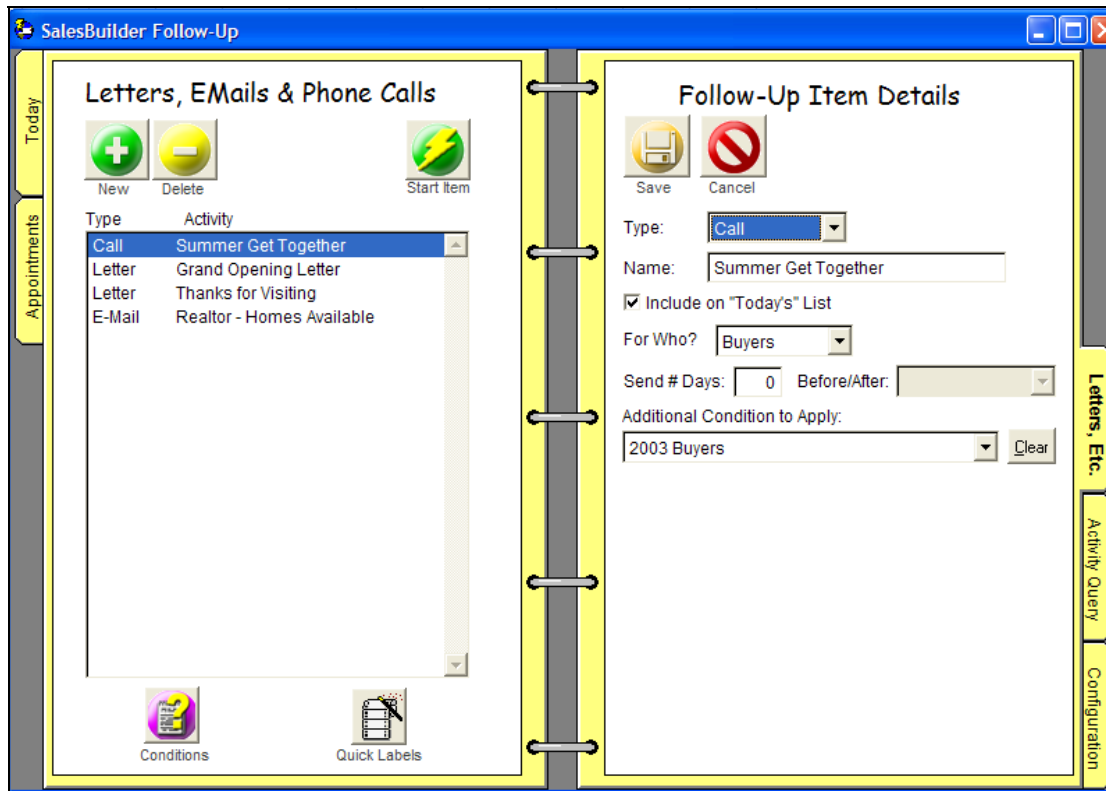 SalesBuilder Follow-Up
Today
Appointments
Letters, EMails & Phone Calls
New
Delete
Start Item
Type Activity
Call Summer Get Together
Letter Grand Opening Letter
Letter Thanks for Visiting
E-Mail Realtor - Homes Available
Conditions
Quick Labels
Follow-Up Item Details
Save
Cancel
Type: Call
Name: Summer Get Together
Include on "Today's" List
For Who? Buyers
Send # Days: 0 Before/After:
Additional Condition to Apply:
2003 Buyers Clear
Letters, Etc.
Activity Query
Configuration